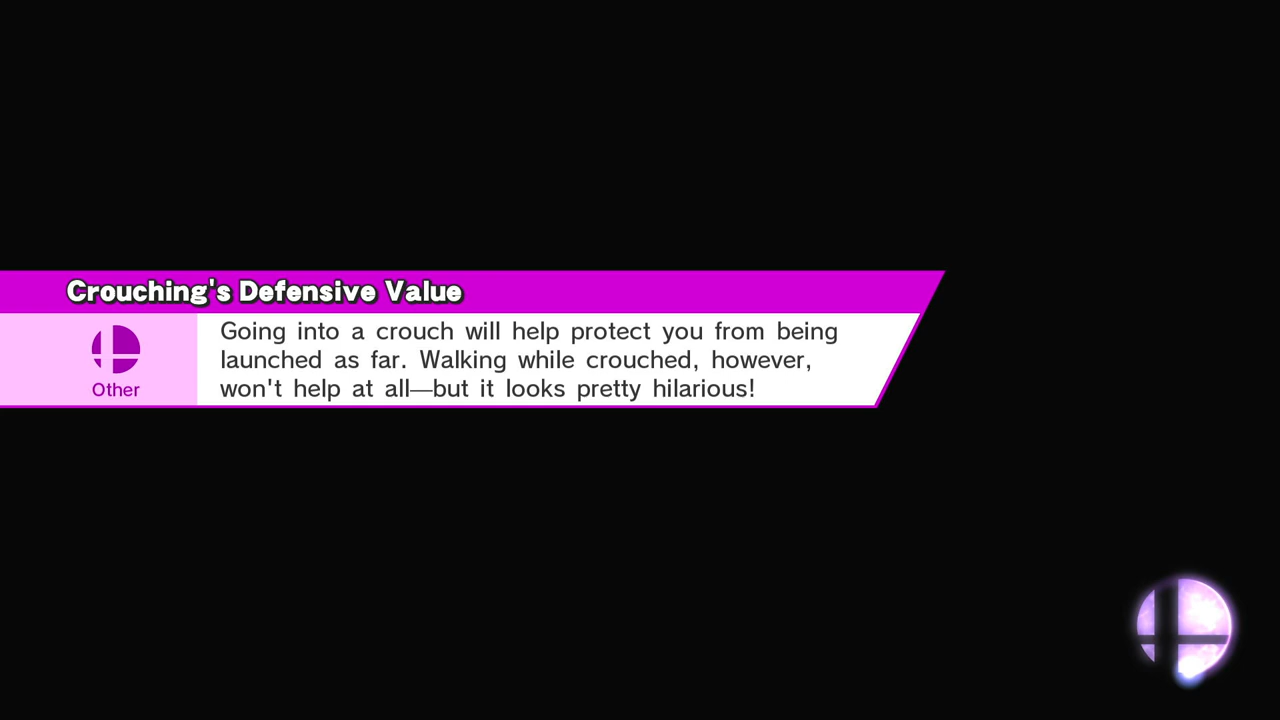 Crouching's Defensive Value
Other
Going into a crouch will help protect you from being
launched as far. Walking while crouched, however,
won't help at all—but it looks pretty hilarious!